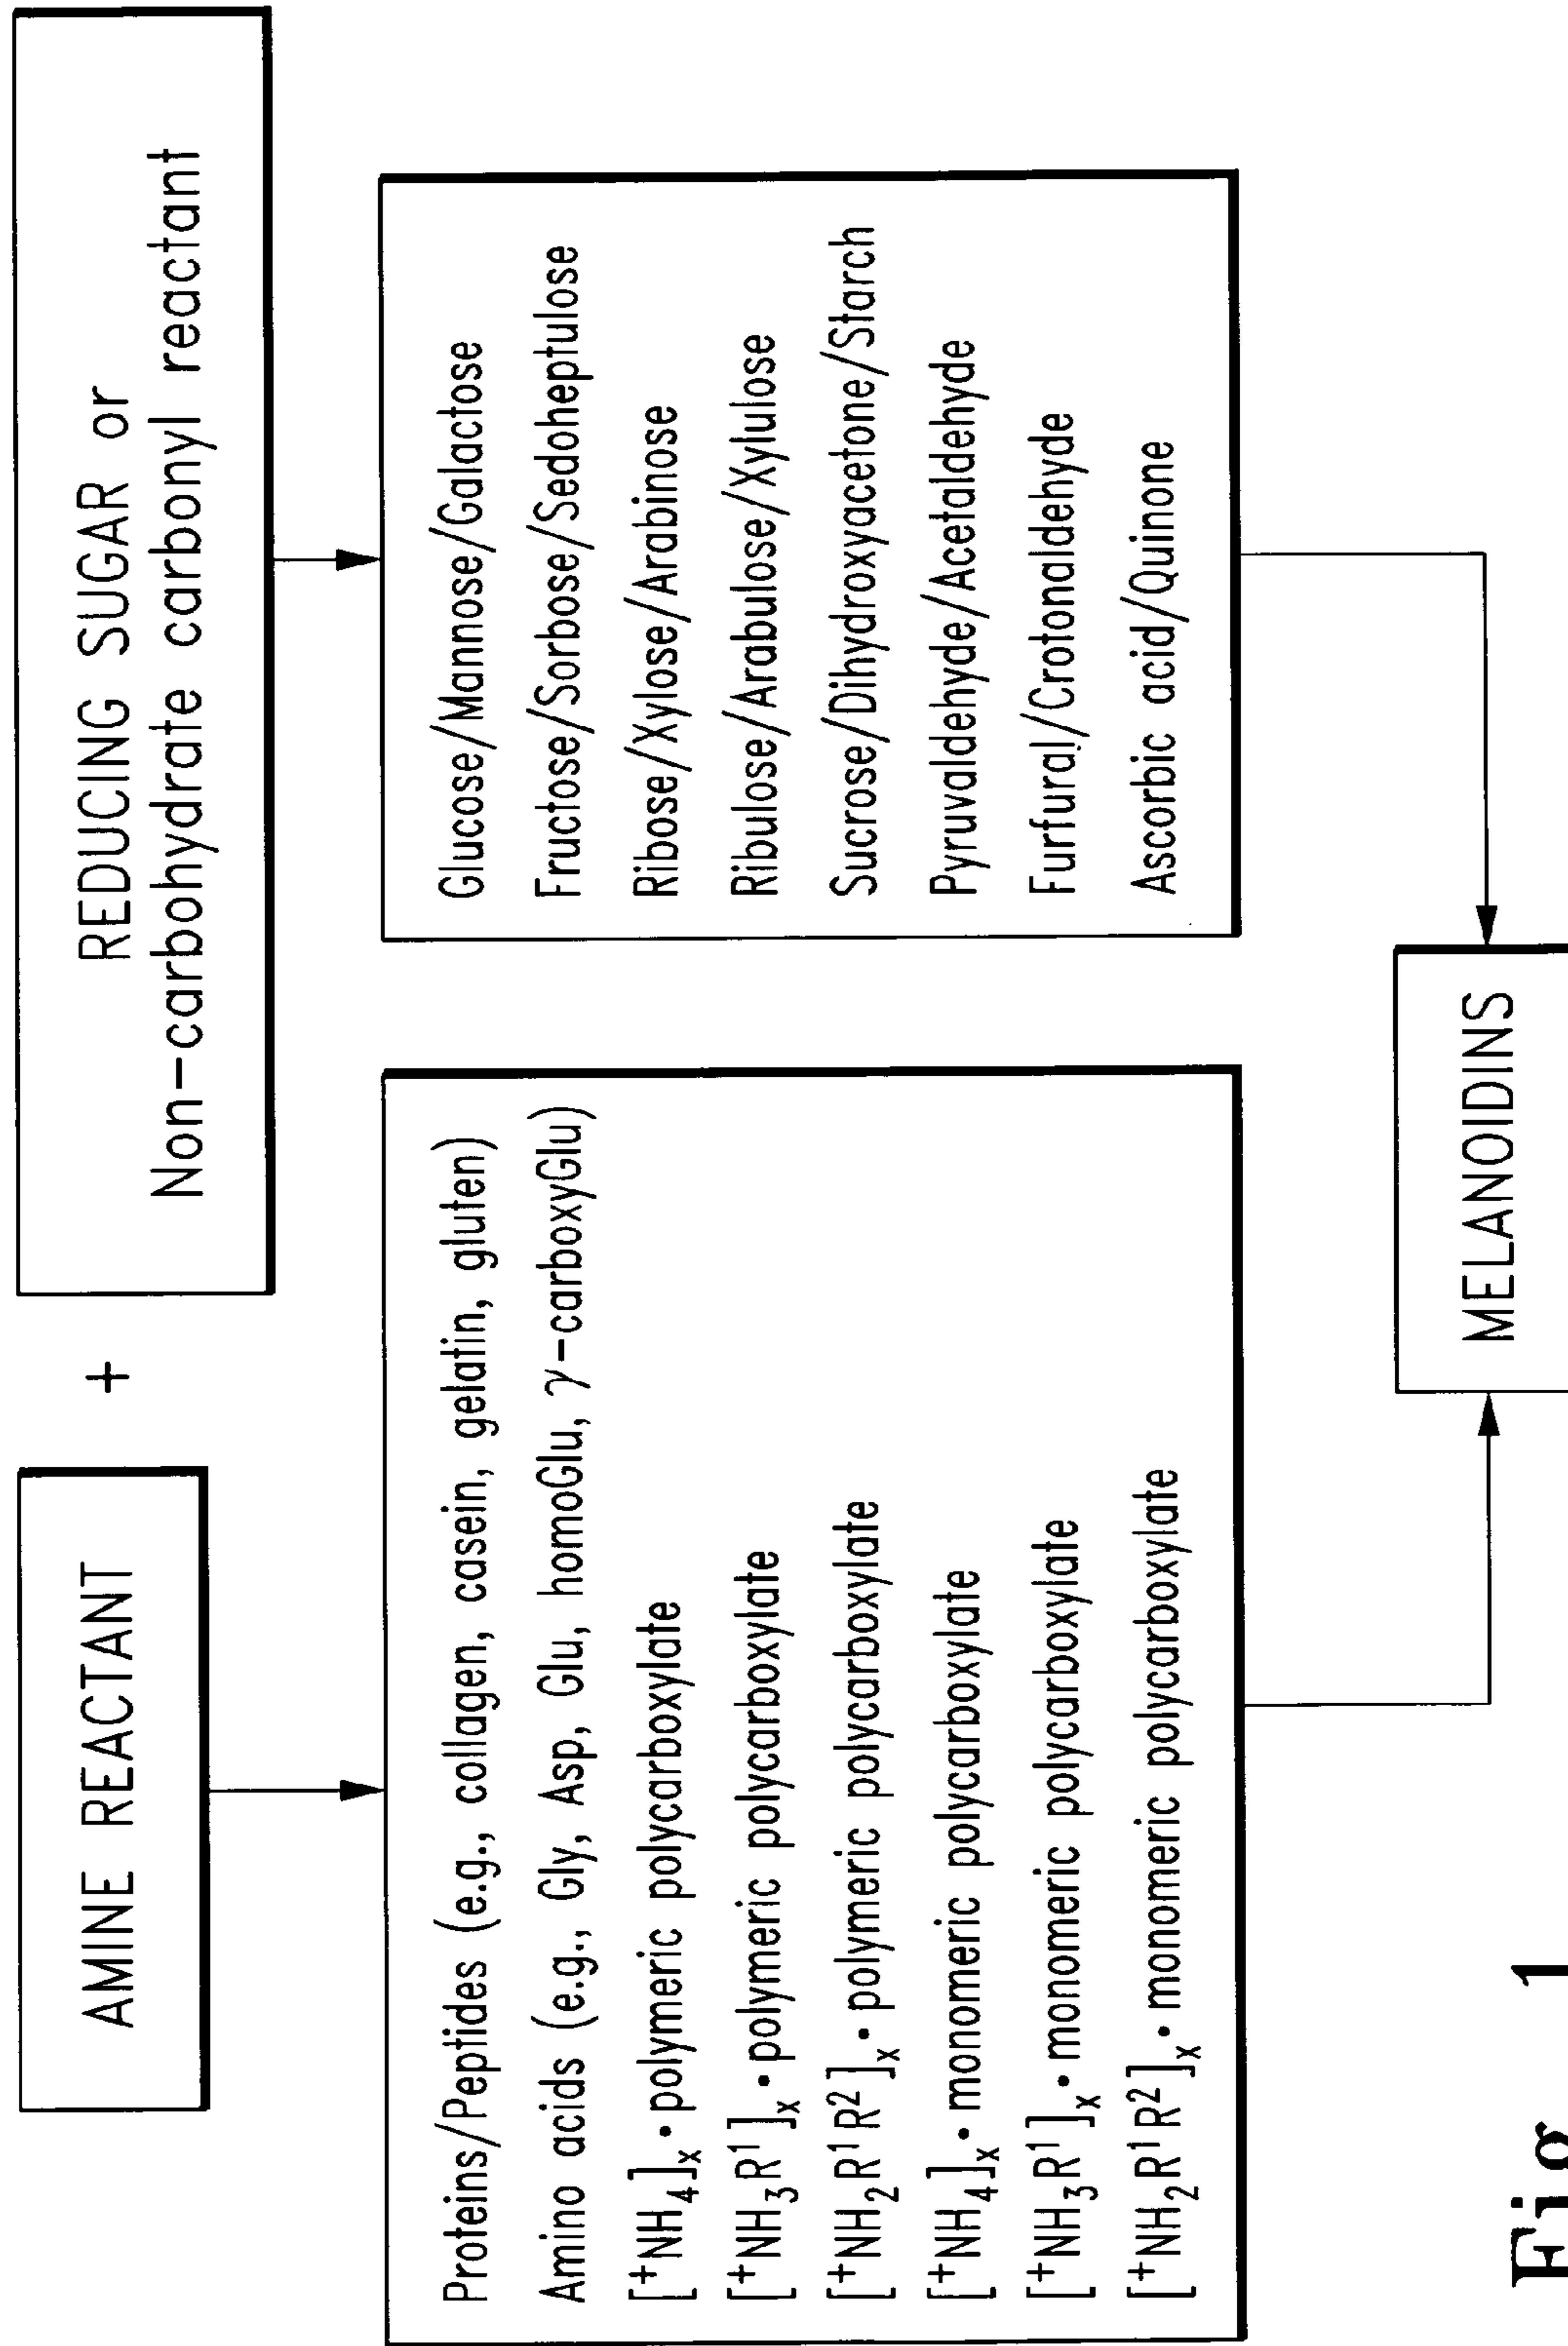 AMINE REACTANT
+
REDUCING SUGAR or
Non-carbohydrate carbonyl reactant
Proteins/Peptides (e.g., collagen, casein, gelatin, gluten)
Amino acids (e.g., Gly, Asp, Glu, homoGlu, γ-carboxyGlu)
[⁺NH₄]ₓ • polymeric polycarboxylate
[⁺NH₃R¹]ₓ • polymeric polycarboxylate
[⁺NH₂R¹R²]ₓ • polymeric polycarboxylate
[⁺NH₄]ₓ • monomeric polycarboxylate
[⁺NH₃R¹]ₓ • monomeric polycarboxylate
[⁺NH₂R¹R²]ₓ • monomeric polycarboxylate
Glucose/Mannose/Galactose
Fructose/Sorbose/Sedoheptulose
Ribose/Xylose/Arabinose
Ribulose/Arabulose/Xylulose
Sucrose/Dihydroxyacetone/Starch
Pyruvaldehyde/Acetaldehyde
Furfural/Crotonaldehyde
Ascorbic acid/Quinone
MELANOIDINS
Fig. 1